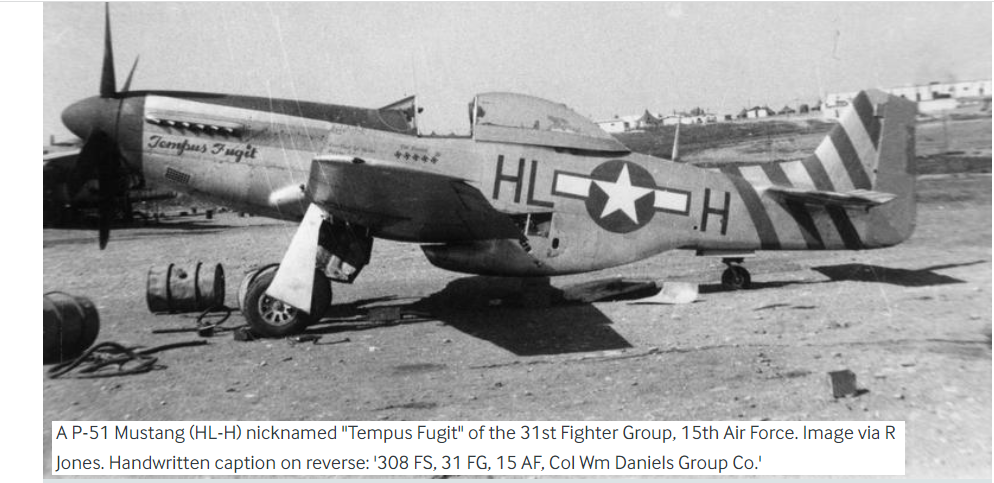 Tempus Fugit
HL
H
A P-51 Mustang (HL-H) nicknamed "Tempus Fugit" of the 31st Fighter Group, 15th Air Force. Image via R
Jones. Handwritten caption on reverse: '308 FS, 31 FG, 15 AF, Col Wm Daniels Group Co.'